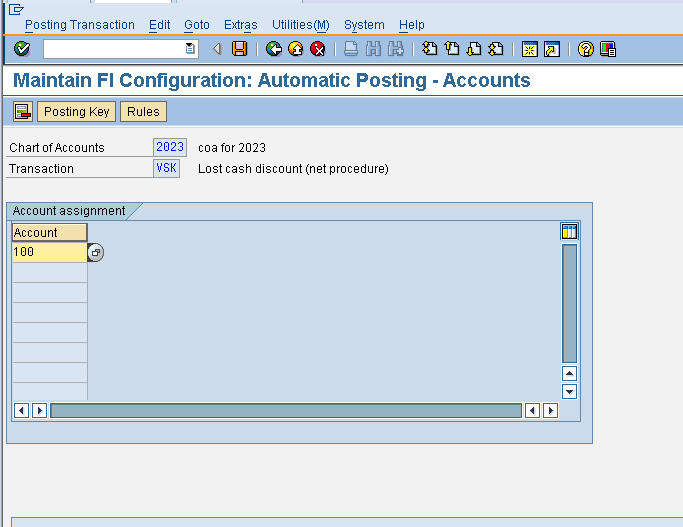 Posting Transaction Edit Goto Extras Utilities(M) System Help
Maintain FI Configuration: Automatic Posting - Accounts
Posting Key Rules
Chart of Accounts 2023 coa for 2023
Transaction VSK Lost cash discount (net procedure)
Account assignment
Account
100